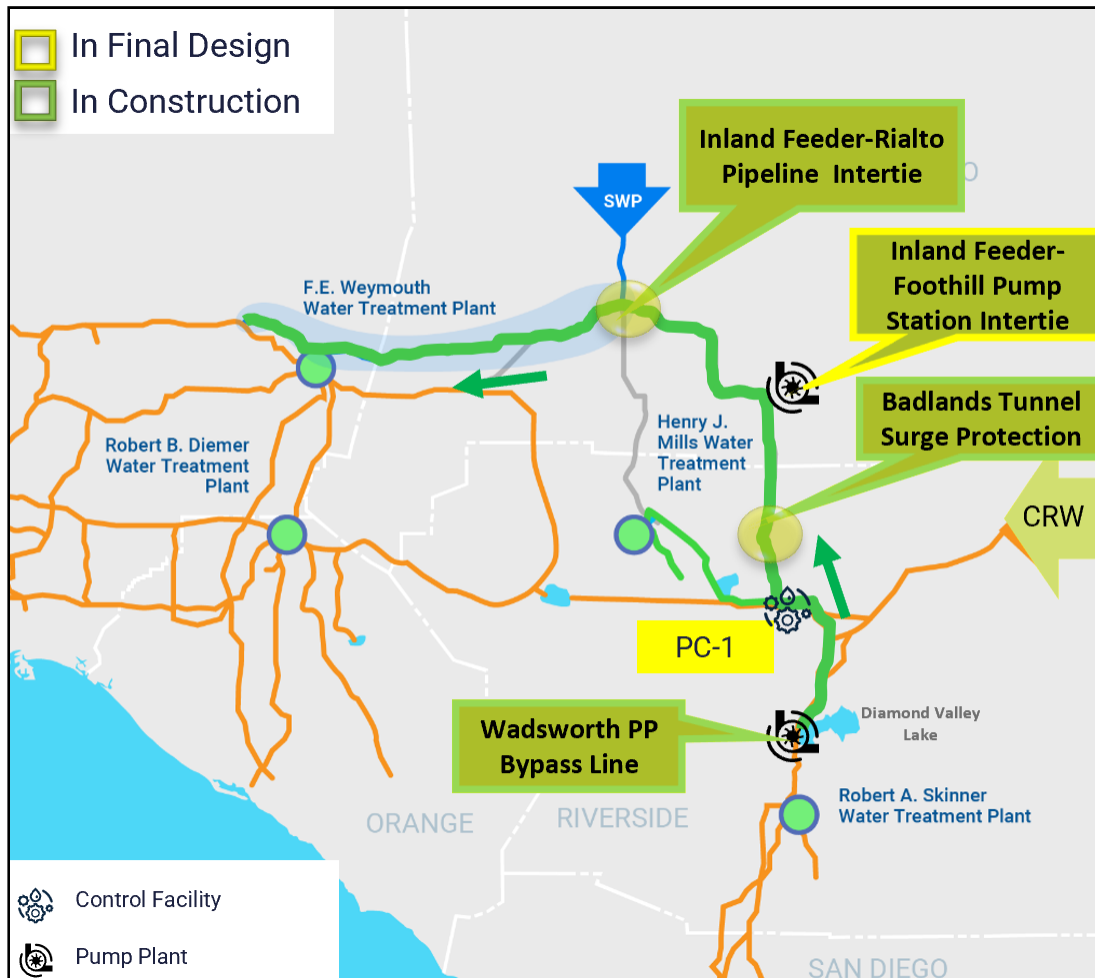 In Final Design
In Construction
Inland Feeder-Rialto
Pipeline Intertie
O
SWP
Inland Feeder-
Foothill Pump
Station Intertie
F.E. Weymouth
Water Treatment Plant
Badlands Tunnel
Surge Protection
Henry J.
Mills Water
Treatment
Plant
Robert B. Diemer
Water Treatment
Plant
CRW
PC-1
Diamond Valley
Lake
Wadsworth PP
Bypass Line
Robert A. Skinner
Water Treatment Plant
ORANGE
RIVERSIDE
Control Facility
Pump Plant
SAN DIEGO